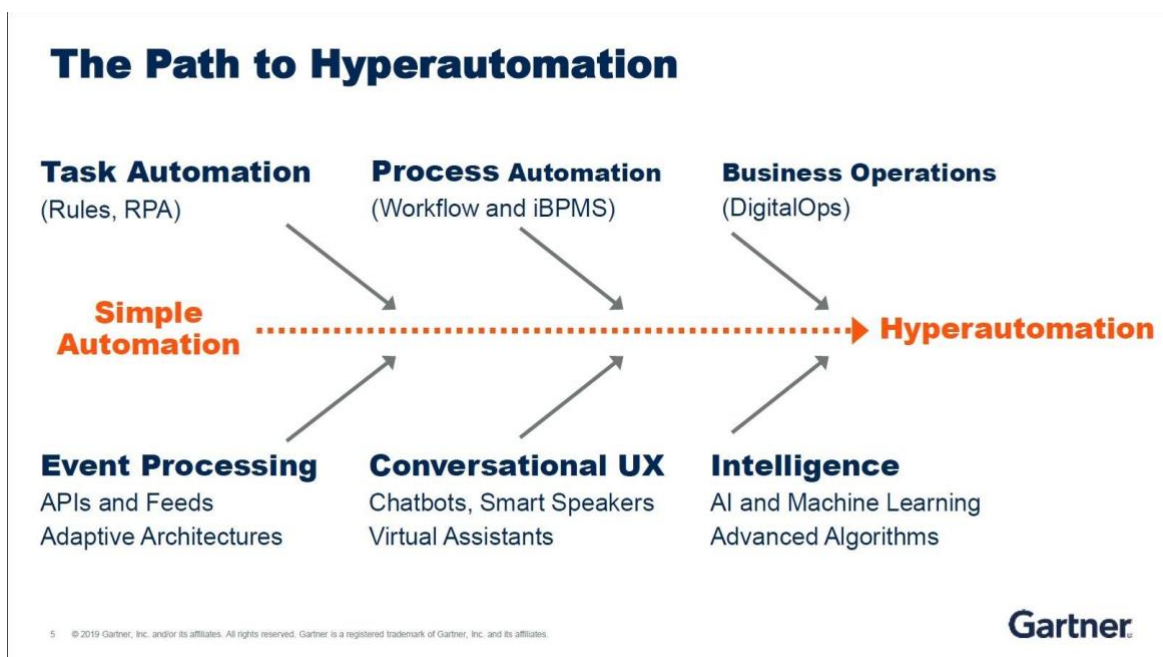 The Path to Hyperautomation
Task Automation
(Rules, RPA)
Process Automation
(Workflow and iBPMS)
Business Operations
(DigitalOps)
Simple
Automation
Hyperautomation
Event Processing
APIs and Feeds
Adaptive Architectures
Conversational UX
Chatbots, Smart Speakers
Virtual Assistants
Intelligence
AI and Machine Learning
Advanced Algorithms
5 © 2019 Gartner, Inc. and/or its affiliates. All rights reserved. Gartner is a registered trademark of Gartner, Inc. and its affiliates.
Gartner